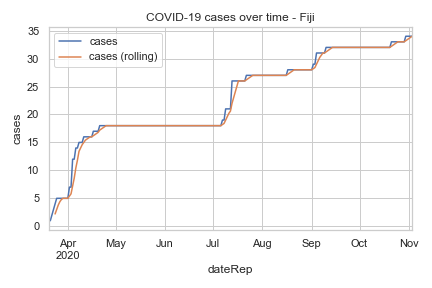 COVID-19 cases over time - Fiji
cases
cases (rolling)
35
30
25
20
15
10
5
0
cases
Apr May Jun Jul Aug Sep Oct Nov
2020
dateRep